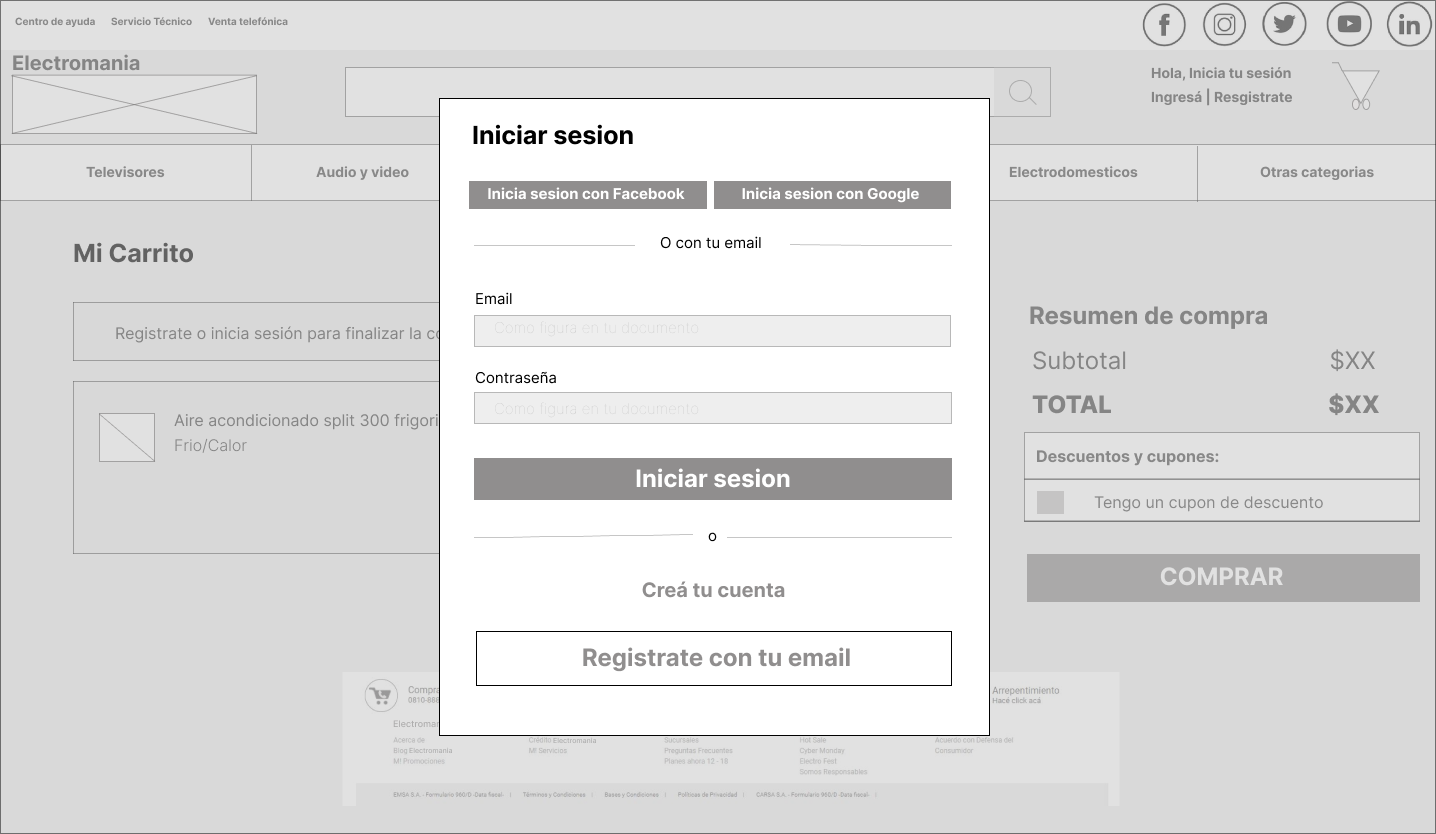 Centro de ayuda Servicio Técnico Venta telefónica
Electromania
Hola, Inicia tu sesión
Ingresá | Resgistrate
Televisores Audio y video Electrodomesticos Otras categorias
Mi Carrito
Registrate o inicia sesión para finalizar la
Aire acondicionado split 300
Frio/Calor
Iniciar sesion
Inicia sesion con Facebook Inicia sesion con Google
O con tu email
Email
Como figura en tu documento
Contraseña
Como figura en tu documento
Iniciar sesion
o
Creá tu cuenta
Registrate con tu email
Resumen de compra
Subtotal $XX
TOTAL $XX
Descuentos y cupones:
Tengo un cupon de descuento
COMPRAR
Arrepentimiento
Hacé click acá
Acerca de Crédito Electromania Sucursales Hot Sale Acuerdo con Defensa del
Blog Electromania Mi Servicios Preguntas Frecuentes Cyber Monday Consumidor
Mi Promociones Planes ahora 12 - 18 Electro Fest
Somos Responsables
EMSA S.A. - Formulario 960/D -Data fiscal- | Términos y Condiciones | Bases y Condiciones | Políticas de Privacidad | CARSA S.A. - Formulario 960/D -Data fiscal- |